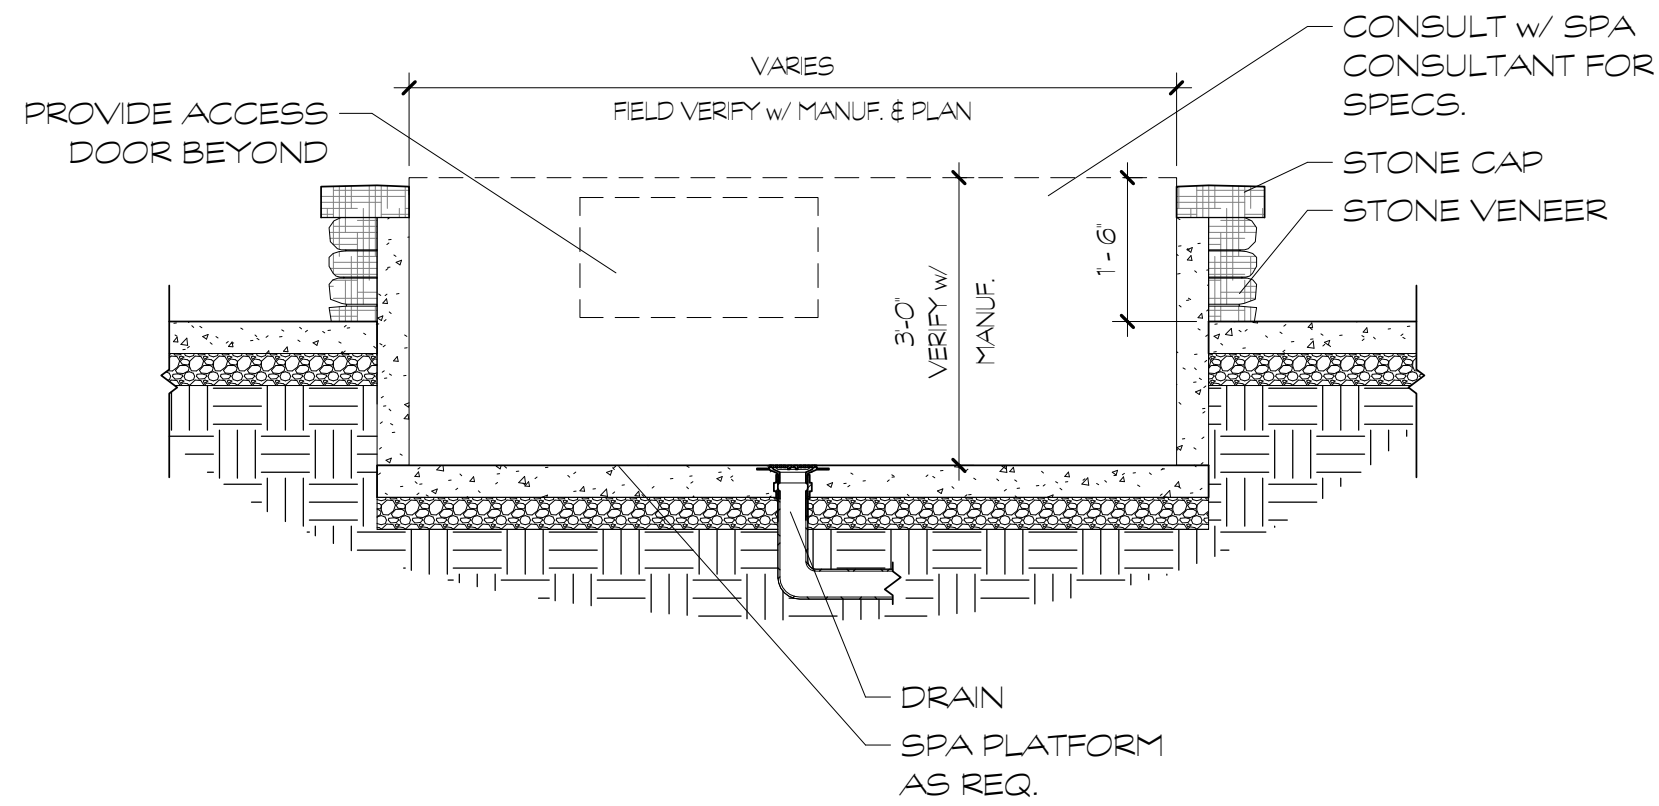 CONSULT w/ SPA
CONSULTANT FOR
SPECS.
VARIES
FIELD VERIFY w/ MANUF. & PLAN
PROVIDE ACCESS
DOOR BEYOND
STONE CAP
STONE VENEER
1'-6"
3'-0"
VERIFY w/
MANUF.
DRAIN
SPA PLATFORM
AS REQ.